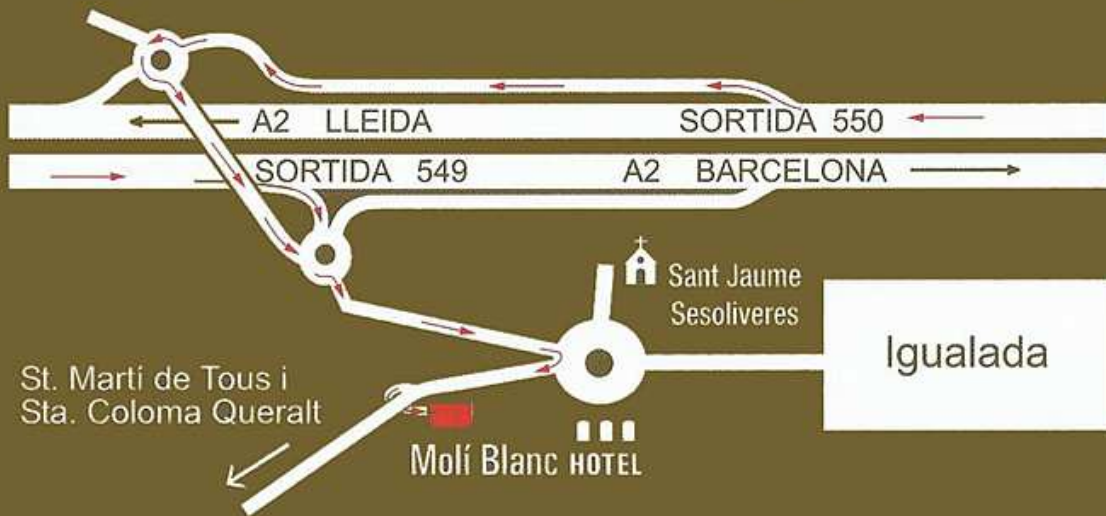 A2 LLEIDA
SORTIDA 550
SORTIDA 549
A2 BARCELONA
Sant Jaume
Sesoliveres
Igualada
St. Martí de Tous i
Sta. Coloma Queralt
Molí Blanc HOTEL